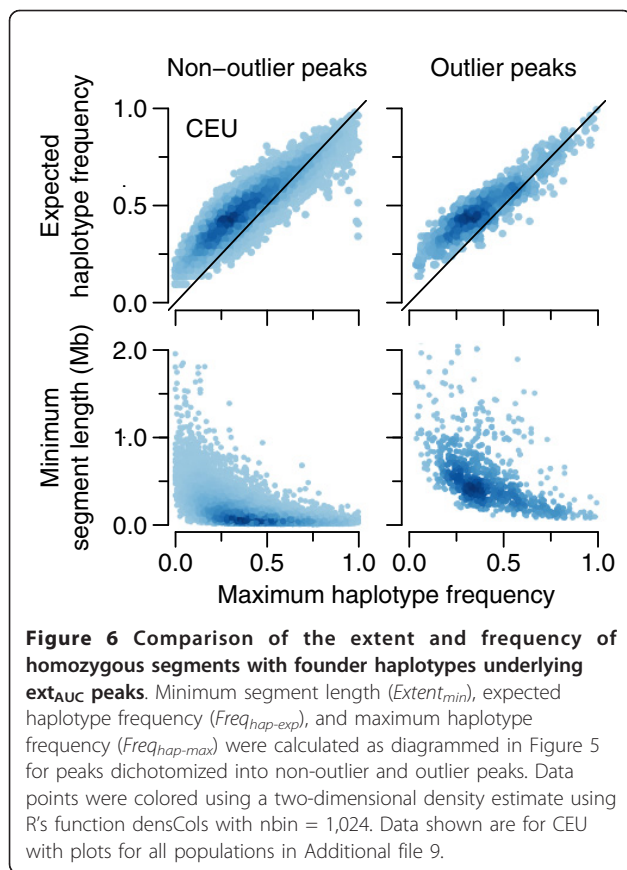 Non-outlier peaks
Outlier peaks
Expected
haplotype frequency
1.0
0.5
0.0
CEU
Minimum
segment length (Mb)
2.0
1.0
0.0
0.0 0.5 1.0
0.0 0.5 1.0
Maximum haplotype frequency
Figure 6 Comparison of the extent and frequency of
homozygous segments with founder haplotypes underlying
extAUC peaks. Minimum segment length (Extentmin), expected
haplotype frequency (Freqhap-exp), and maximum haplotype
frequency (Freqhap-max) were calculated as diagrammed in Figure 5
for peaks dichotomized into non-outlier and outlier peaks. Data
points were colored using a two-dimensional density estimate using
R's function densCols with nbin = 1,024. Data shown are for CEU
with plots for all populations in Additional file 9.